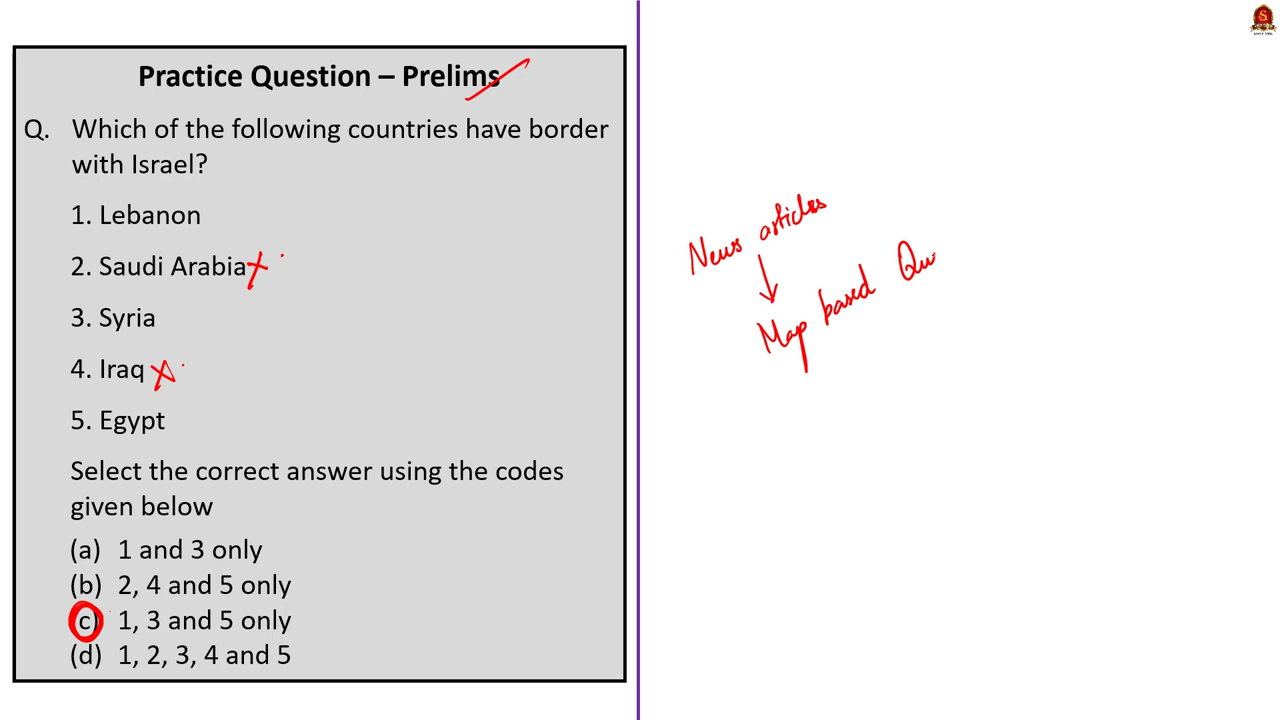 Practice Question – Prelims
Q. Which of the following countries have border
with Israel?
1. Lebanon
2. Saudi Arabia
3. Syria
4. Iraq
5. Egypt
Select the correct answer using the codes
given below
(a) 1 and 3 only
(b) 2, 4 and 5 only
(c) 1, 3 and 5 only
(d) 1, 2, 3, 4 and 5
News articles
Map based Qu